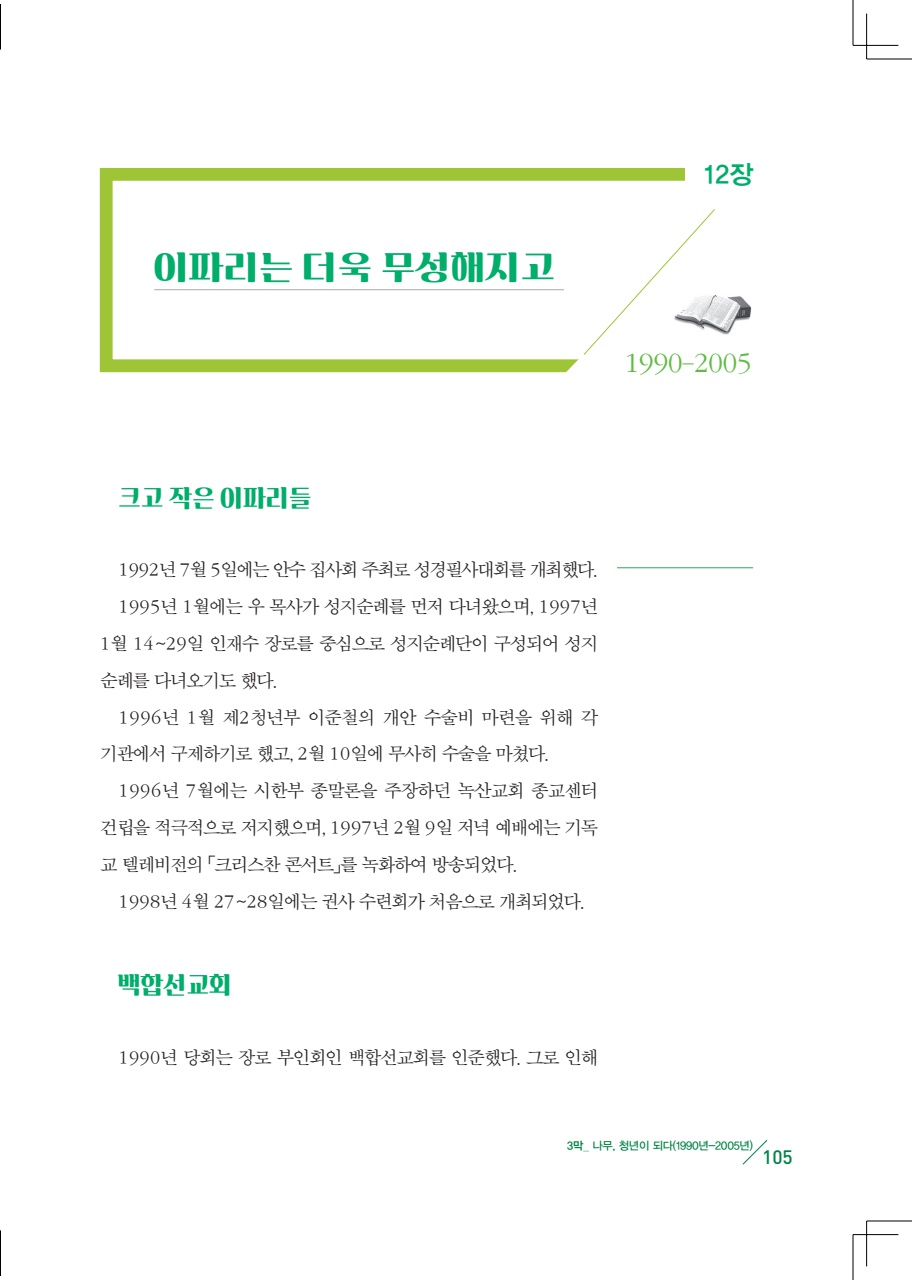 12장
이파리는 더욱 무성해지고
1990-2005
크고 작은 이파리들
1992년 7월 5일에는 안수 집사회 주최로 성경필사대회를 개최했다.
1995년 1월에는 우 목사가 성지순례를 먼저 다녀왔으며, 1997년
1월 14~29일 인재수 장로를 중심으로 성지순례단이 구성되어 성지
순례를 다녀오기도 했다.
1996년 1월 제2청년부 이준철의 개안 수술비 마련을 위해 각
기관에서 구제하기로 했고, 2월 10일에 무사히 수술을 마쳤다.
1996년 7월에는 시한부 종말론을 주장하던 녹산교회 종교센터
건립을 적극적으로 저지했으며, 1997년 2월 9일 저녁 예배에는 기독
교 텔레비전의 「크리스찬 콘서트」를 녹화하여 방송되었다.
1998년 4월 27~28일에는 권사 수련회가 처음으로 개최되었다.
백합선교회
1990년 당회는 장로 부인회인 백합선교회를 인준했다. 그로 인해
3막_ 나무, 청년이 되다(1990년-2005년)
105